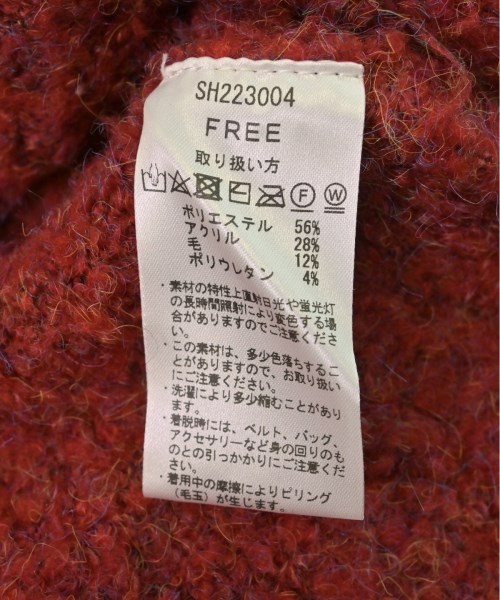 SH223004
FREE
取り扱い方
F W
ポリエステル 56%
アクリル 28%
毛 12%
ポリウレタン 4%
・素材の特性上直射日光や蛍光灯
の長時間照射により変色する場
合がありますのでご注意くださ
い。
・この素材は、多少色落ちするこ
とがありますので、お取り扱い
にご注意ください。
・洗濯により多少縮むことがあり
ます。
・着脱時には、ベルト、バッグ、
アクセサリーなど身の回りのも
のとの引っかかりにご注意くだ
さい。
・着用中の摩擦によりピリング
(毛玉)が生じます。